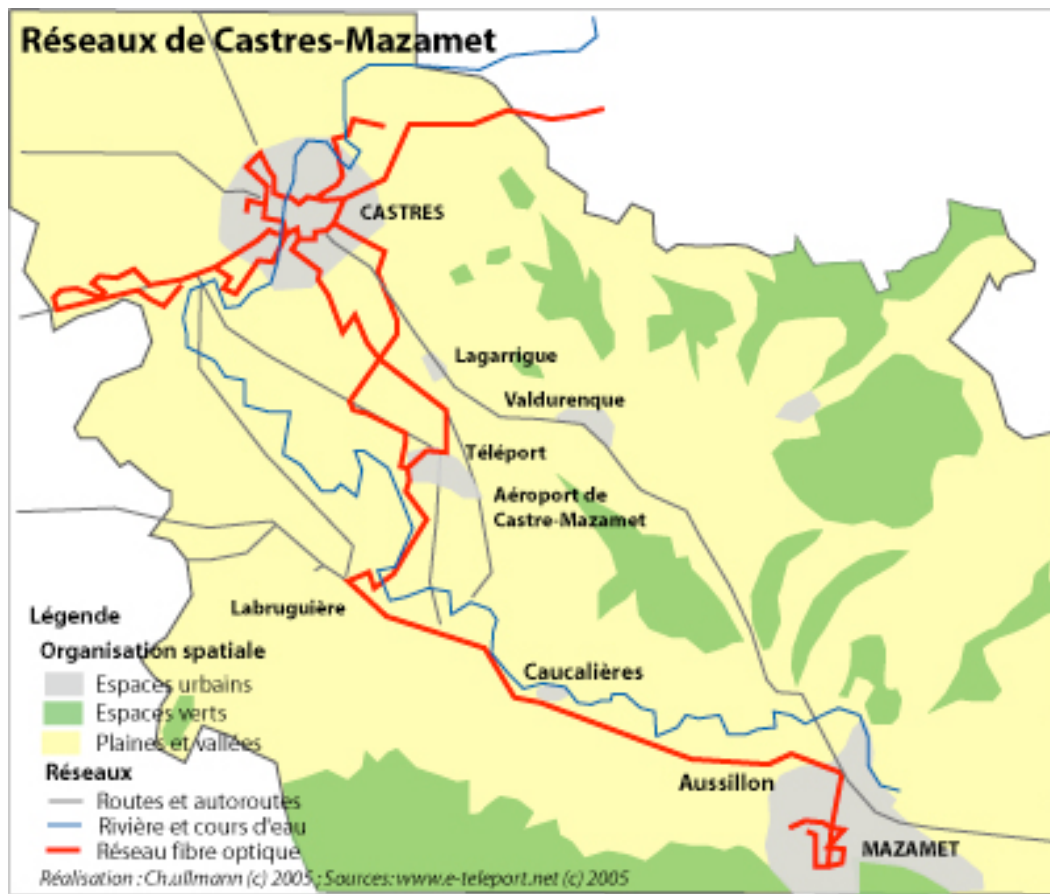 Réseaux de Castres-Mazamet
CASTRES
Lagarrigue
Valdurenque
Téléport
Aéroport de
Castre-Mazamet
Labruguière
Caucalières
Aussillon
MAZAMET
Légende
Organisation spatiale
Espaces urbains
Espaces verts
Plaines et vallées
Réseaux
Routes et autoroutes
Rivière et cours d'eau
Réseau fibre optique
Réalisation : Ch.ullmann (c) 2005 ; Sources: www.e-teleport.net (c) 2005